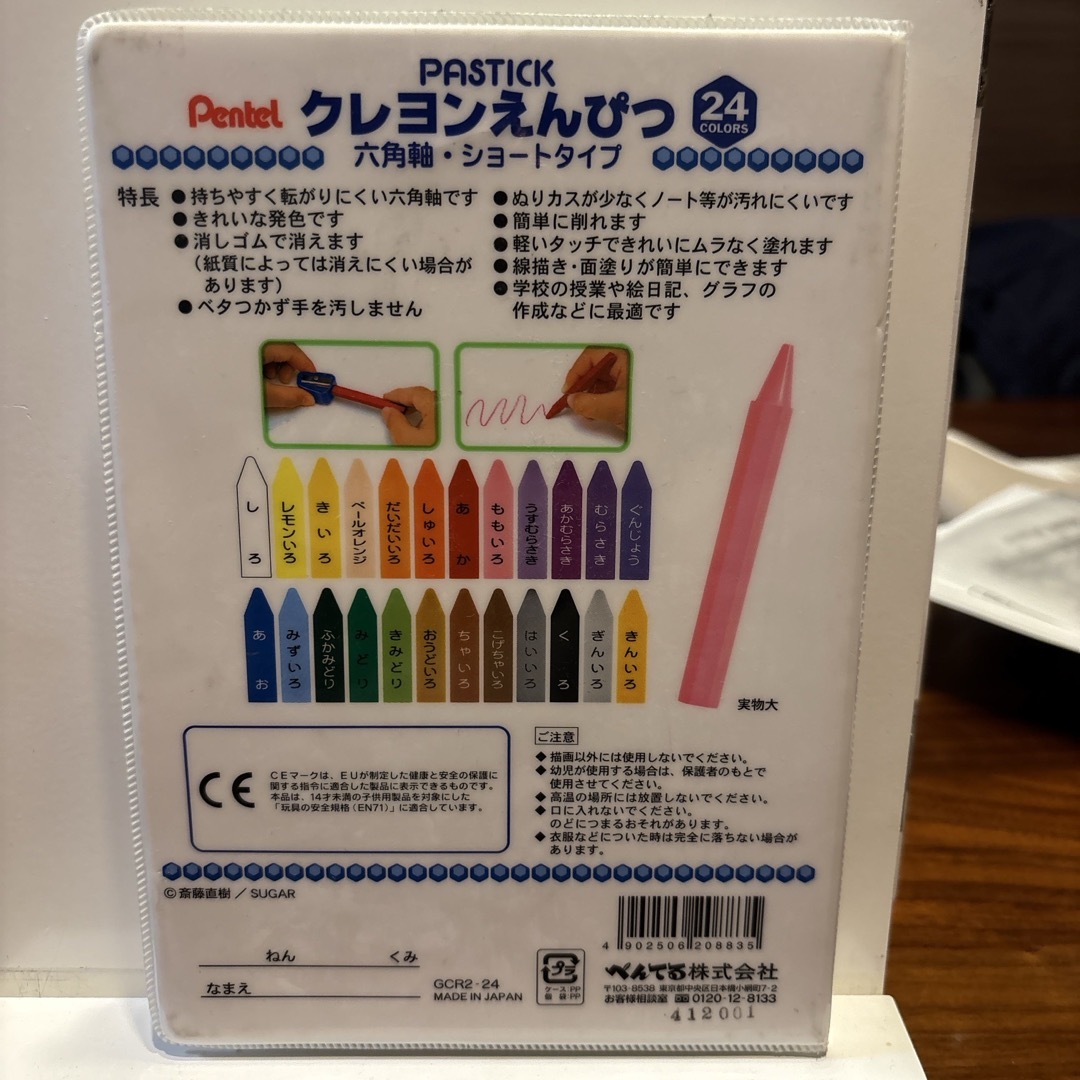 PASTICK
Pentel クレヨンえんぴつ 24 COLORS
六角軸・ショートタイプ
特長 ●持ちやすく転がりにくい六角軸です
●きれいな発色です
●消しゴムで消えます
(紙質によっては消えにくい場合が
あります)
●ベタつかず手を汚しません
●ぬりカスが少なくノート等が汚れにくいです
●簡単に削れます
●軽いタッチできれいにムラなく塗れます
●線描き・面塗りが簡単にできます
●学校の授業や絵日記、グラフの
作成などに最適です
しろ
レモンいろ
きいろ
ペールオレンジ
だいだいいろ
しゅいろ
あか
ももいろ
うすむらさき
あかむらさき
むらさき
ぐんじょう
あお
みずいろ
ふかみどり
みどり
きみどり
おうどいろ
ちゃいろ
こげちゃいろ
はいいろ
くろ
ぎんいろ
きんいろ
実物大
CE
CEマークは、EUが制定した健康と安全の保護に
関する指令に適合した製品に表示できるものです。
本品は、14才未満の子供用製品を対象にした
「玩具の安全規格(EN71)」に適合しています。
ご注意
◆描画以外には使用しないでください。
◆幼児が使用する場合は、保護者のもとで
使用させてください。
◆高温の場所には放置しないでください。
◆口に入れないでください。
のどにつまるおそれがあります。
◆衣服などについた時は完全に落ちない場合が
あります。
©斎藤直樹/SUGAR
ねん くみ
なまえ
GCR2-24
MADE IN JAPAN
プラ
ケース:PP
個 袋:PP
4 902506 208835
ぺんてる株式会社
〒103-8538 東京都中央区日本橋小網町7-2
お客様相談室 0120-12-8133
412001